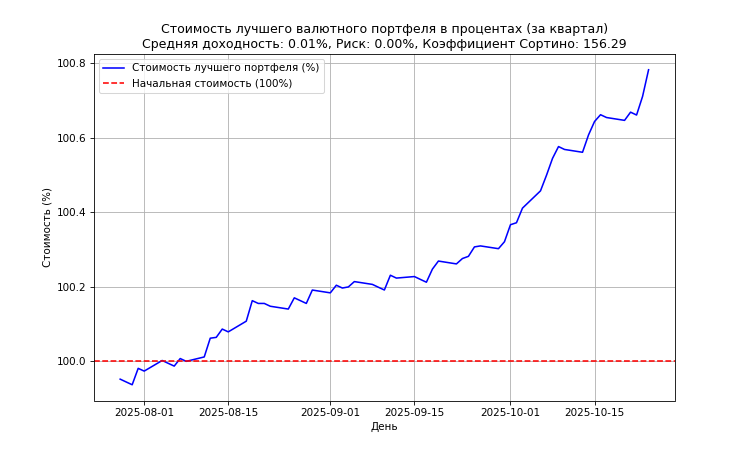 Стоимость лучшего валютного портфеля в процентах (за квартал)
Средняя доходность: 0.01%, Риск: 0.00%, Коэффициент Сортино: 156.29
Стоимость лучшего портфеля (%)
Начальная стоимость (100%)
Стоимость (%)
100.8
100.6
100.4
100.2
100.0
2025-08-01
2025-08-15
2025-09-01
2025-09-15
2025-10-01
2025-10-15
День